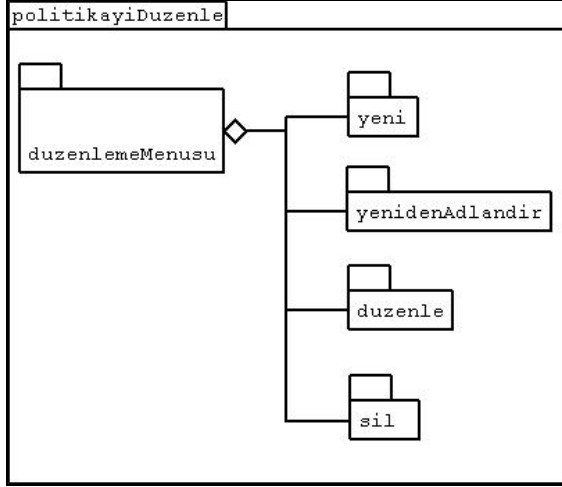 politikayiDuzenle
yeni
duzenlemeMenusu
yenidenAdlandir
duzenle
sil